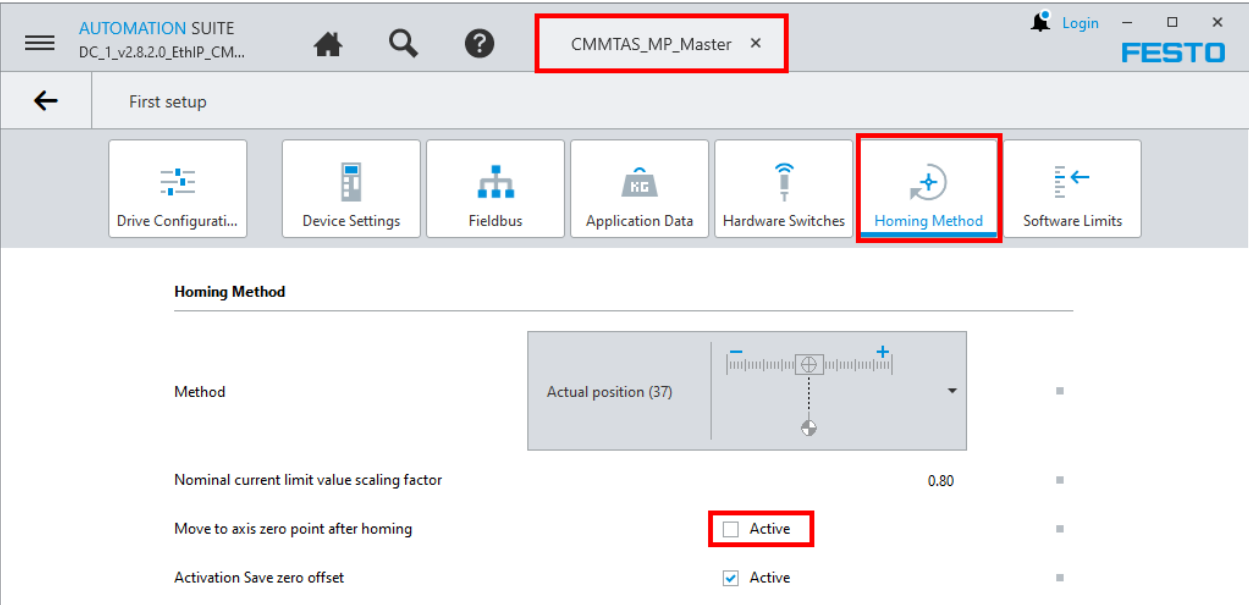 AUTOMATION SUITE
DC_1_v2.8.2.0_EthIP_CM...
CMMTAS_MP_Master
Login
FESTO
First setup
Drive Configurati...
Device Settings
Fieldbus
KG
Application Data
Hardware Switches
Homing Method
Software Limits
Homing Method
Method
Actual position (37)
Nominal current limit value scaling factor
0.80
Move to axis zero point after homing
Active
Activation Save zero offset
Active